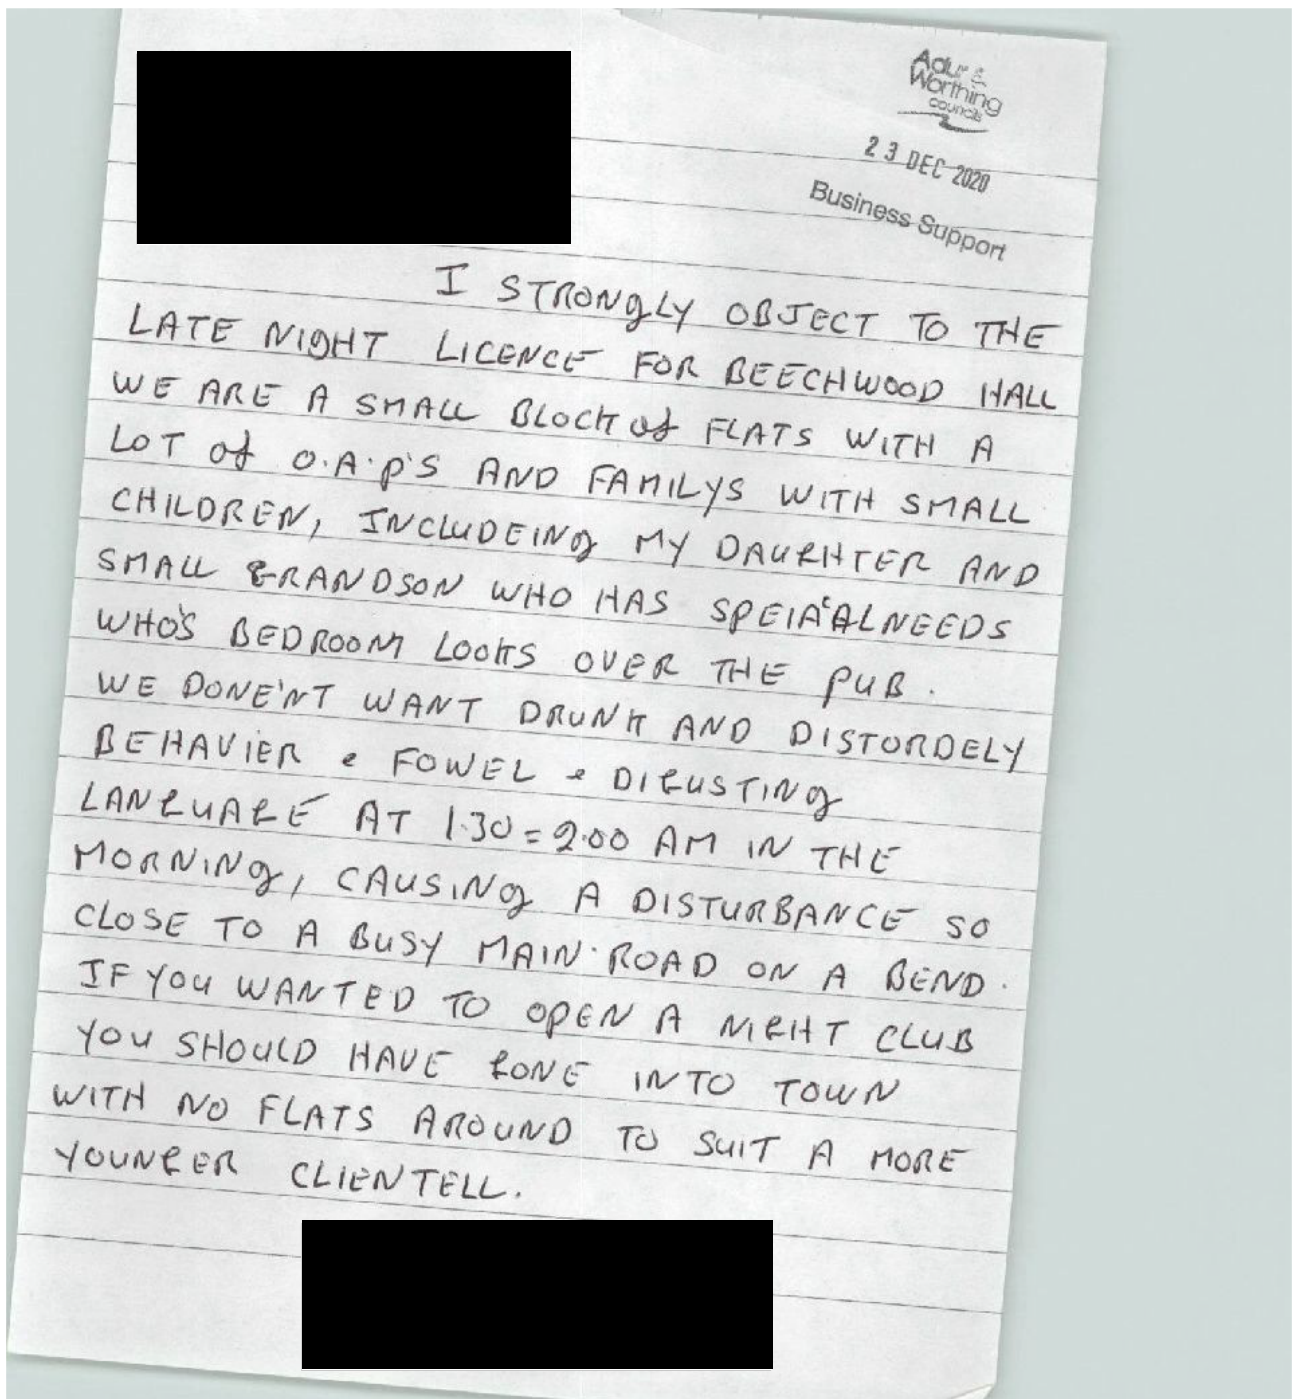 Adur & Worthing councils
23 DEC 2020
Business Support
I STRONgLY OBJECT TO THE
LATE NIgHT LICENCE FOR BEECHWOOD HALL
WE ARE A SMALL BLOCK of FLATS WITH A
LOT of O.A.P'S AND FAMILYS WITH SMALL
CHILDREN, INCLUDEINg MY DAUGHTER AND
SMALL GRANDSON WHO HAS SPEIA'ALNEEDS
WHO'S BEDROOM LOOKS OVER THE PUB.
WE DONE'NT WANT DRUNK AND DISTORDELY
BEHAVIER & FOWEL & DIGUSTINg
LANGUAGE AT 1.30=2.00 AM IN THE
MORNINg, CAUSINg A DISTURBANCE SO
CLOSE TO A BUSY MAIN ROAD ON A BEND.
IF YOU WANTED TO OPEN A NIGHT CLUB
YOU SHOULD HAVE GONE INTO TOWN
WITH NO FLATS AROUND TO SUIT A MORE
YOUNGER CLIENTELL.